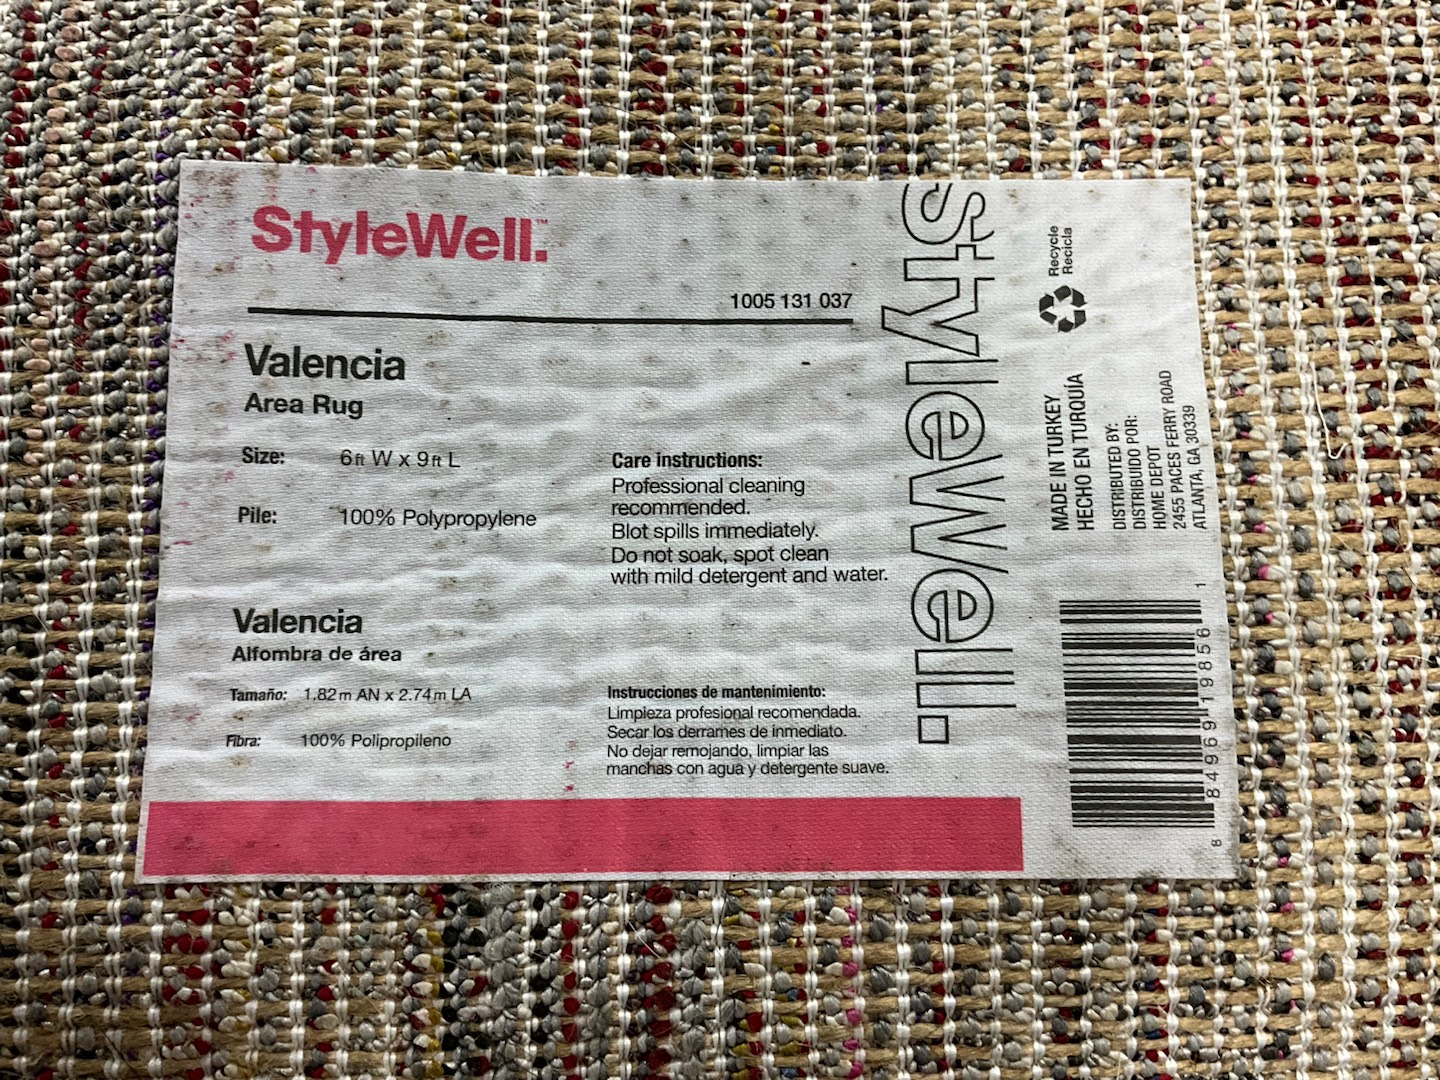 StyleWell.™
1005 131 037
Valencia
Area Rug
Size: 6ft W x 9ft L
Pile: 100% Polypropylene
Care instructions:
Professional cleaning
recommended.
Blot spills immediately.
Do not soak, spot clean
with mild detergent and water.
Valencia
Alfombra de área
Tamaño: 1.82m AN x 2.74m LA
Fibra: 100% Polipropileno
Instrucciones de mantenimiento:
Limpieza profesional recomendada.
Secar los derrames de inmediato.
No dejar remojando, limpiar las
manchas con agua y detergente suave.
StyleWell.
Recycle
Recicla
MADE IN TURKEY
HECHO EN TURQUÍA
DISTRIBUTED BY:
DISTRIBUIDO POR:
HOME DEPOT
2455 PACES FERRY ROAD
ATLANTA, GA 30339
8 84969 19856 1